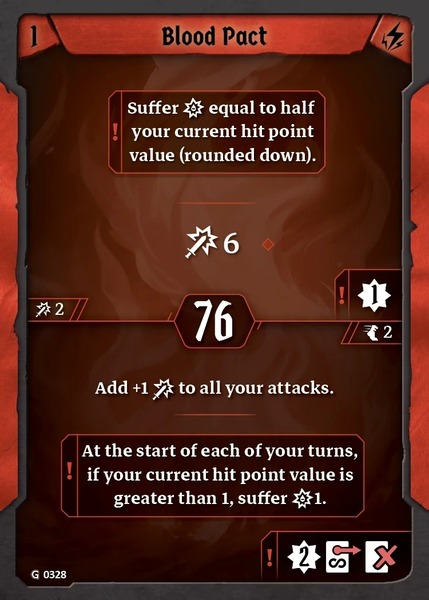 1
Blood Pact
! Suffer equal to half
your current hit point
value (rounded down).
6
! 1
2
76
2
Add +1 to all your attacks.
At the start of each of your turns,
! if your current hit point value is
greater than 1, suffer 1.
! 2
G 0328